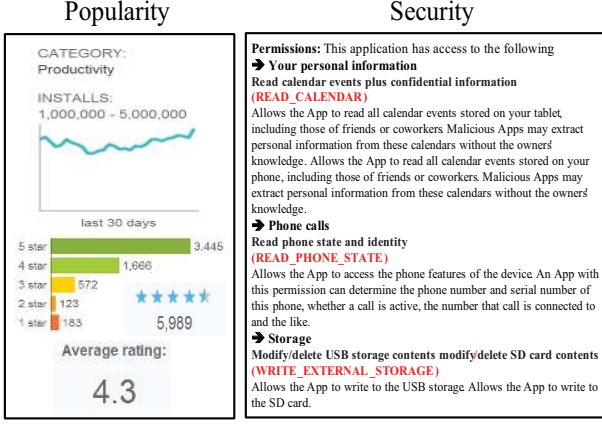 Popularity
Security
CATEGORY:
Productivity
INSTALLS:
1,000,000 - 5,000,000
last 30 days
5 star 3.445
4 star 1,666
3 star 572
2 star 123
1 star 183
5,989
Average rating:
4.3
Permissions: This application has access to the following
➔ Your personal information
Read calendar events plus confidential information
(READ_CALENDAR)
Allows the App to read all calendar events stored on your tablet,
including those of friends or coworkers. Malicious Apps may extract
personal information from these calendars without the owners'
knowledge. Allows the App to read all calendar events stored on your
phone, including those of friends or coworkers. Malicious Apps may
extract personal information from these calendars without the owners'
knowledge.
➔ Phone calls
Read phone state and identity
(READ_PHONE_STATE)
Allows the App to access the phone features of the device. An App with
this permission can determine the phone number and serial number of
this phone, whether a call is active, the number that call is connected to
and the like.
➔ Storage
Modify/delete USB storage contents modify/delete SD card contents
(WRITE_EXTERNAL_STORAGE)
Allows the App to write to the USB storage. Allows the App to write to
the SD card.